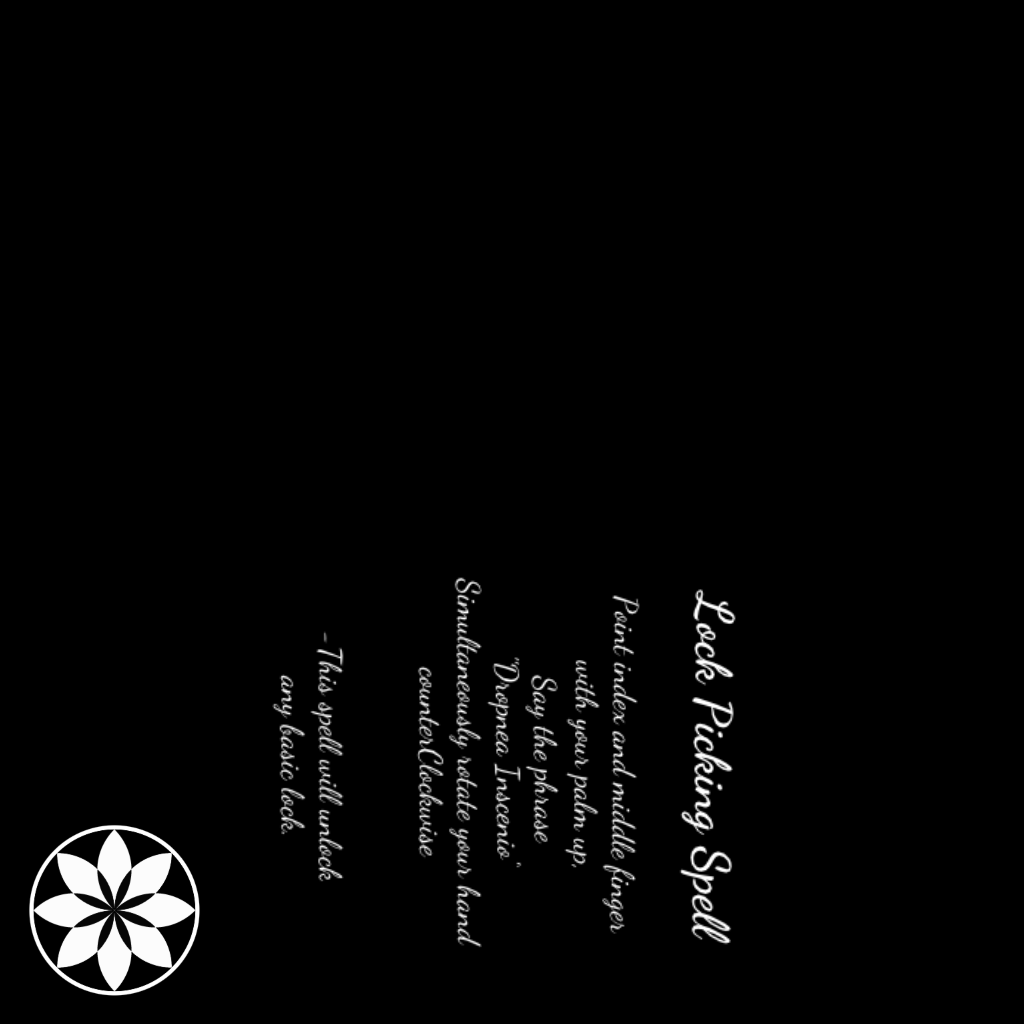 Lock Picking Spell
Point index and middle finger
with your palm up,
Say the phrase
"Dropnea Inscenio"
Simultaneously rotate your hand
counterClockwise
-This spell will unlock
any basic lock.